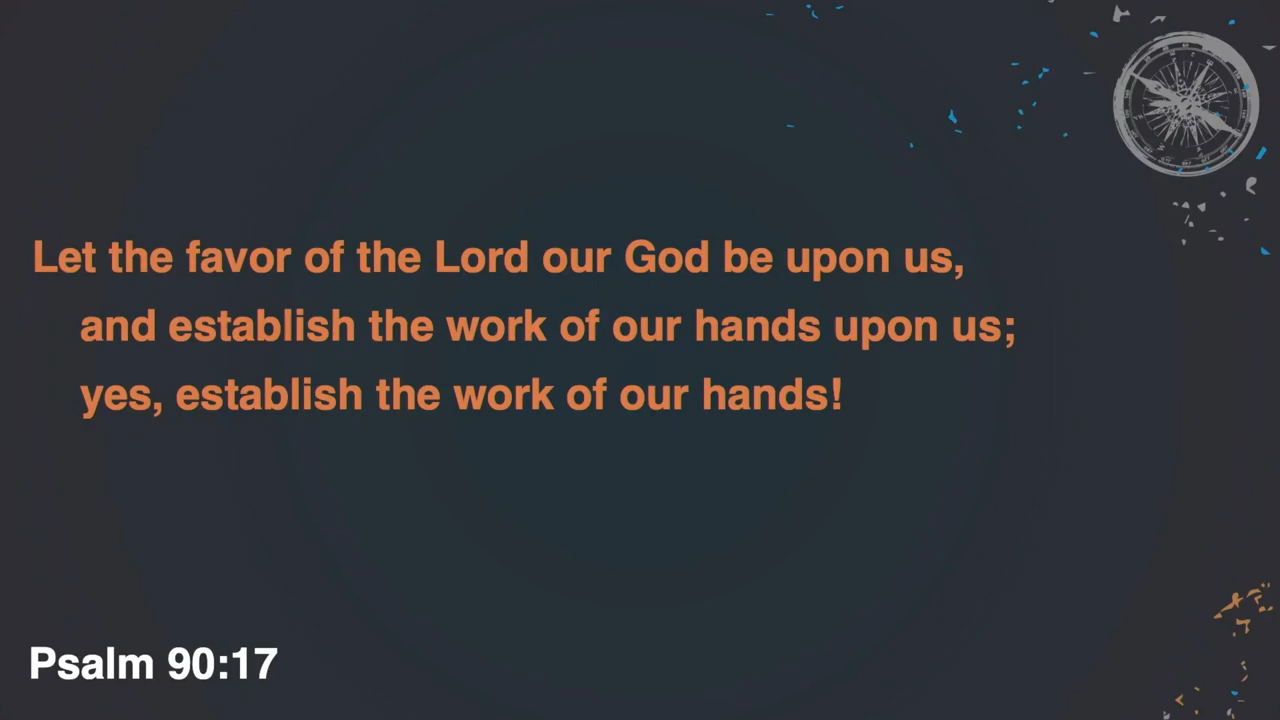 Let the favor of the Lord our God be upon us,
and establish the work of our hands upon us;
yes, establish the work of our hands!
Psalm 90:17